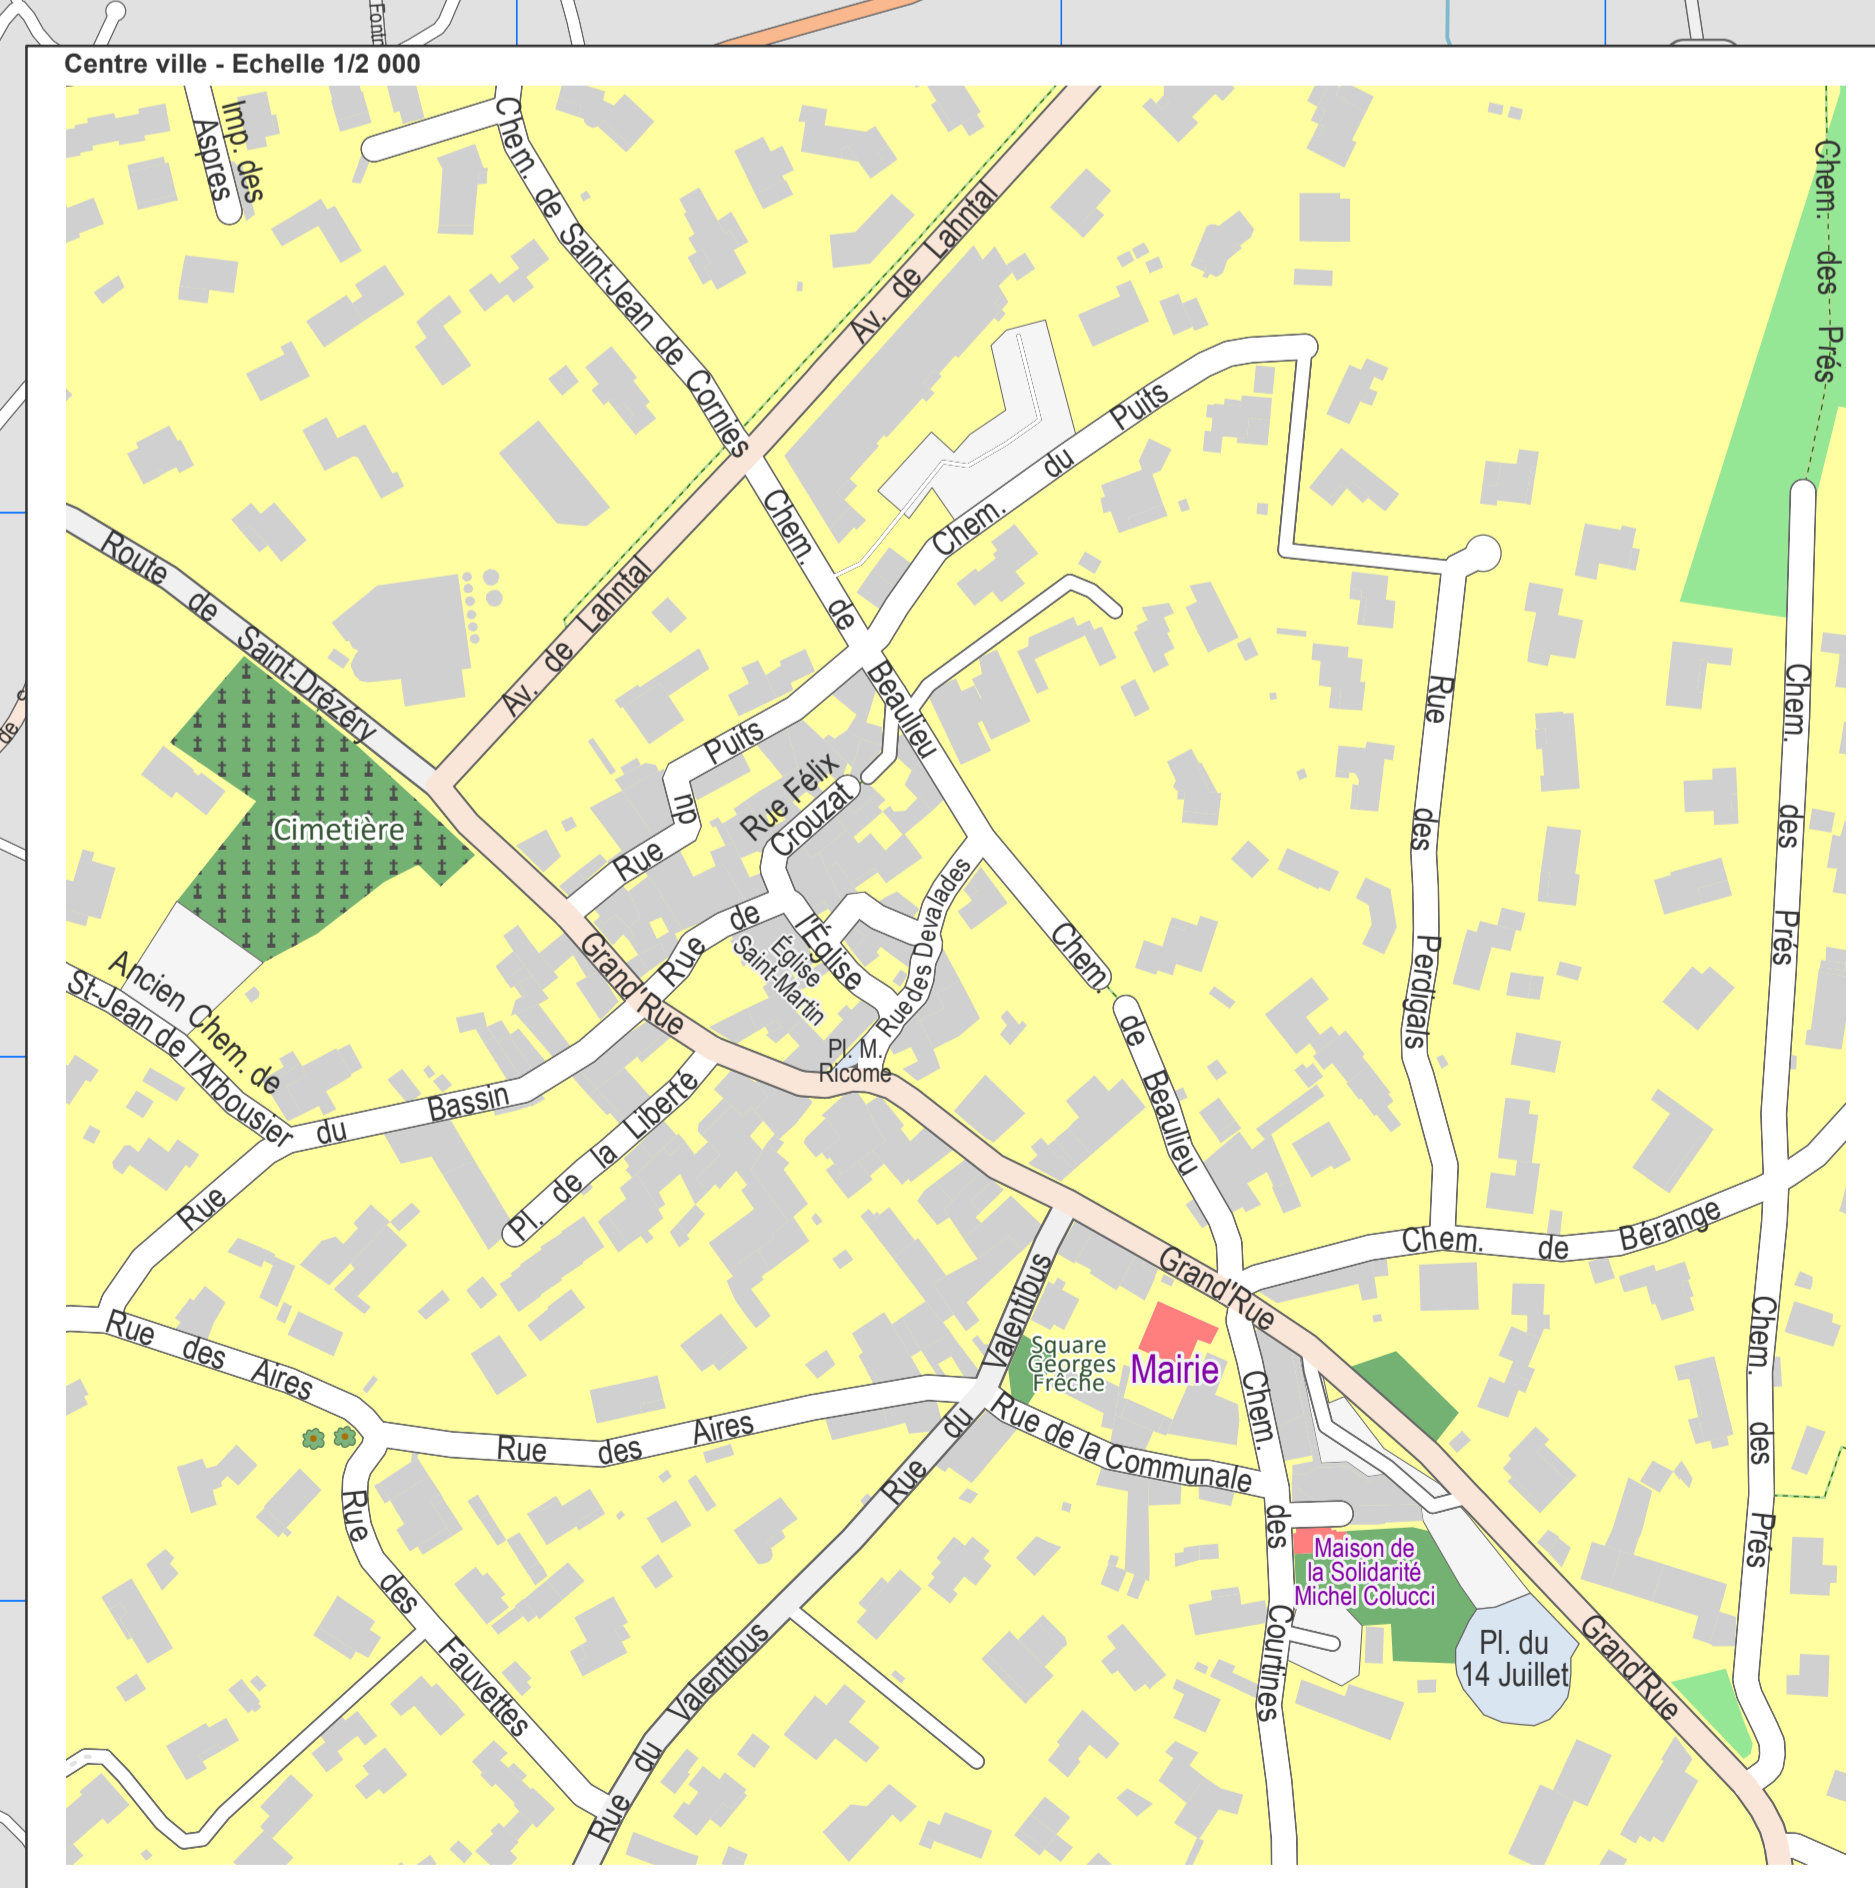 Fontr
Centre ville - Echelle 1/2 000
Imp. des
Aspres
Chem. de Saint-Jean de Cornies
Av. de Lahntal
Chem. des Prés
Chem. du Puits
Chem. de Beaulieu
Route de Saint-Drézéry
Av. de Lahntal
Cimetière
Rue du Puits
Rue Félix
Crouzat
Rue des Perdigals
Chem. des Prés
de
Ancien Chem. de
St-Jean de l'Arbousier
Grand'Rue
Rue de l'Église
Église
Saint-Martin
Rue des Devalades
Pl. M.
Ricome
Chem. de Beaulieu
Rue du Bassin
Pl. de la Liberté
Chem. de Bérange
Grand'Rue
Rue des Aires
Rue des Aires
Square
Georges
Frêche
Mairie
Rue de la Communale
Chem. des Courtines
Chem. des Prés
Rue des Fauvettes
Rue du Valentibus
Rue du Valentibus
Maison de
la Solidarité
Michel Colucci
Pl. du
14 Juillet
Grand'Rue